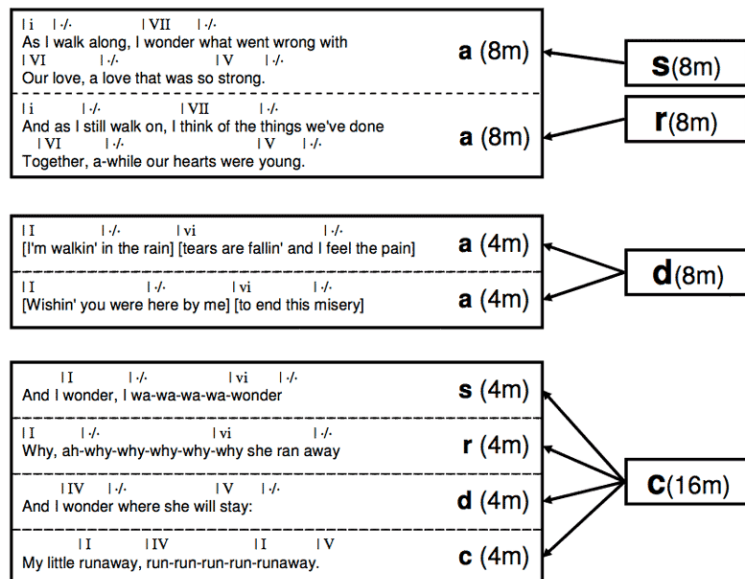 | i | ·/· | VII | ·/·
As I walk along, I wonder what went wrong with
| VI | ·/· | V | ·/·
Our love, a love that was so strong.
a (8m)
s(8m)
| i | ·/· | VII | ·/·
And as I still walk on, I think of the things we've done
| VI | ·/· | V | ·/·
Together, a-while our hearts were young.
a (8m)
r(8m)
| I | ·/· | vi | ·/·
[I'm walkin' in the rain] [tears are fallin' and I feel the pain]
a (4m)
| I | ·/· | vi | ·/·
[Wishin' you were here by me] [to end this misery]
a (4m)
d(8m)
| I | ·/· | vi | ·/·
And I wonder, I wa-wa-wa-wa-wonder
s (4m)
| I | ·/· | vi | ·/·
Why, ah-why-why-why-why-why she ran away
r (4m)
| IV | ·/· | V | ·/·
And I wonder where she will stay:
d (4m)
| I | IV | I | V
My little runaway, run-run-run-run-runaway.
c (4m)
c(16m)